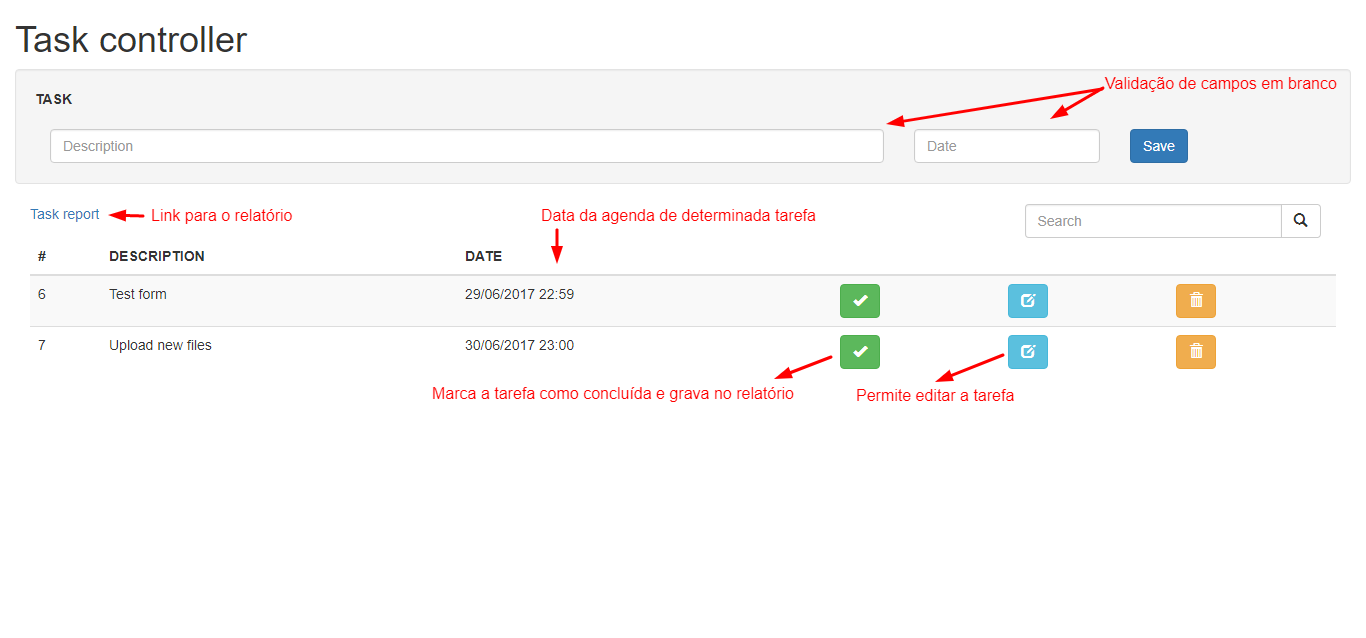 Task controller
Validação de campos em branco
TASK
Description
Date
Save
Task report
Link para o relatório
Data da agenda de determinada tarefa
Search
# DESCRIPTION DATE
6 Test form 29/06/2017 22:59
7 Upload new files 30/06/2017 23:00
Marca a tarefa como concluída e grava no relatório
Permite editar a tarefa